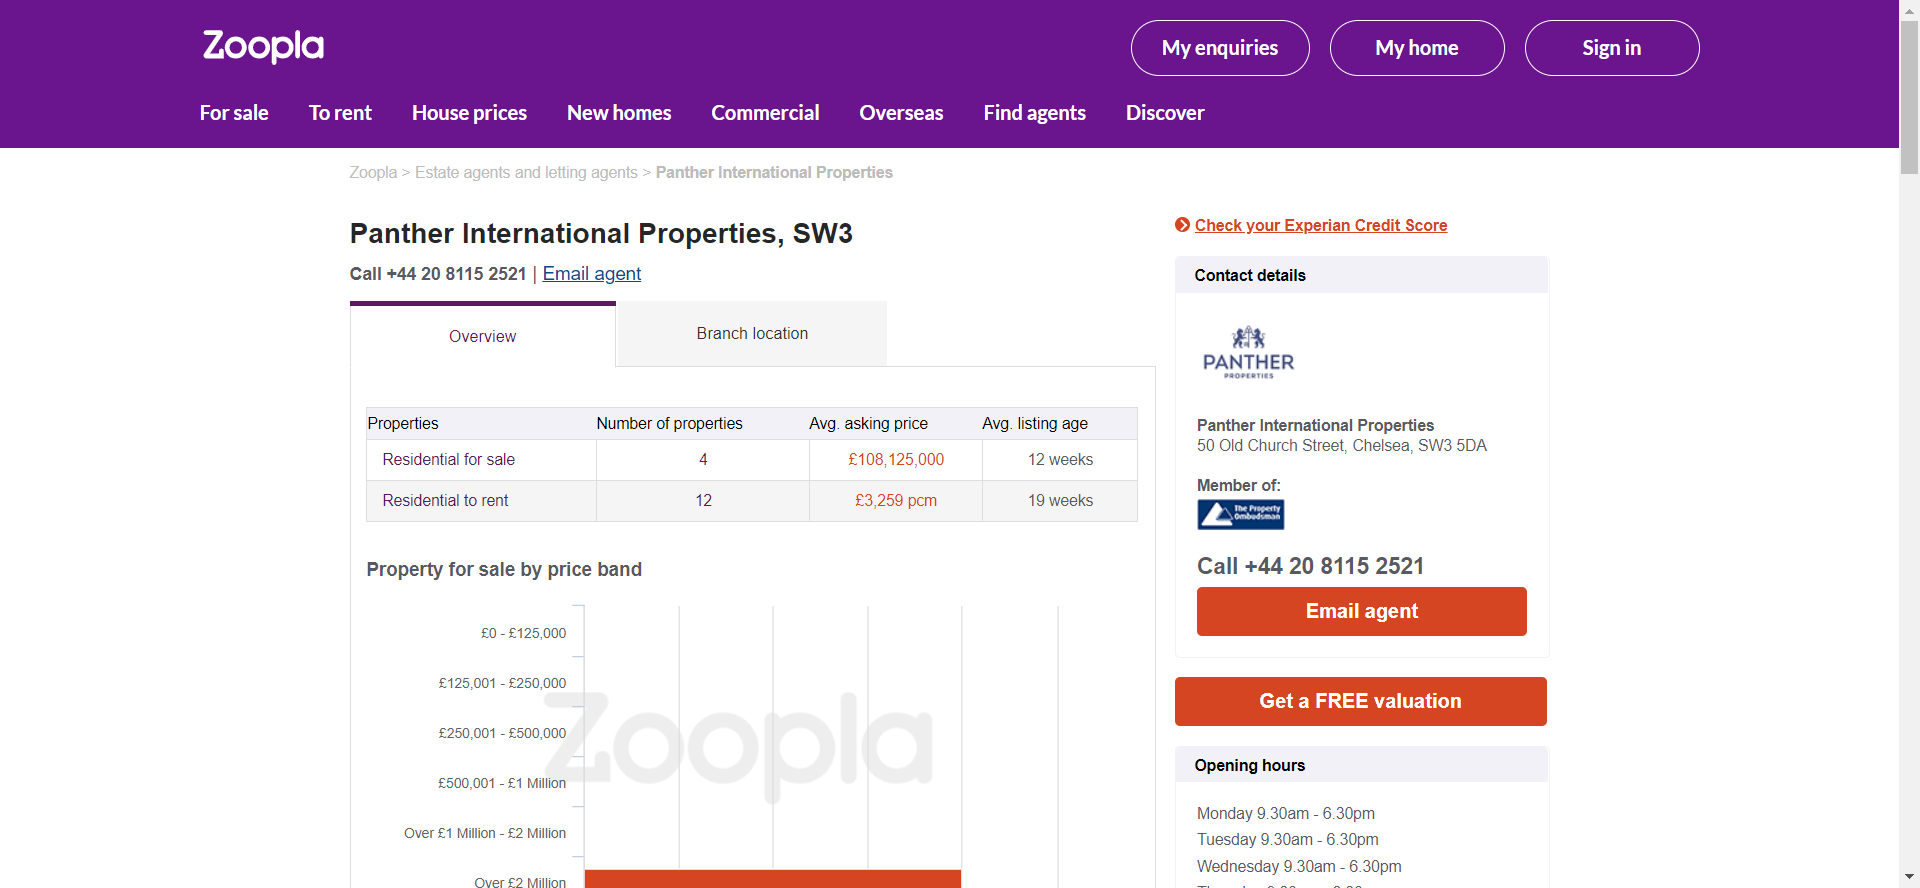 Zoopla
My enquiries
My home
Sign in
For sale
To rent
House prices
New homes
Commercial
Overseas
Find agents
Discover
Zoopla > Estate agents and letting agents > Panther International Properties
Panther International Properties, SW3
Call +44 20 8115 2521 | Email agent
Overview
Branch location
Properties Number of properties Avg. asking price Avg. listing age
Residential for sale 4 £108,125,000 12 weeks
Residential to rent 12 £3,259 pcm 19 weeks
Property for sale by price band
£0 - £125,000
£125,001 - £250,000
£250,001 - £500,000
£500,001 - £1 Million
Over £1 Million - £2 Million
Over £2 Million
Zoopla
Check your Experian Credit Score
Contact details
PANTHER
PROPERTIES
Panther International Properties
50 Old Church Street, Chelsea, SW3 5DA
Member of:
The Property
Ombudsman
Call +44 20 8115 2521
Email agent
Get a FREE valuation
Opening hours
Monday 9.30am - 6.30pm
Tuesday 9.30am - 6.30pm
Wednesday 9.30am - 6.30pm